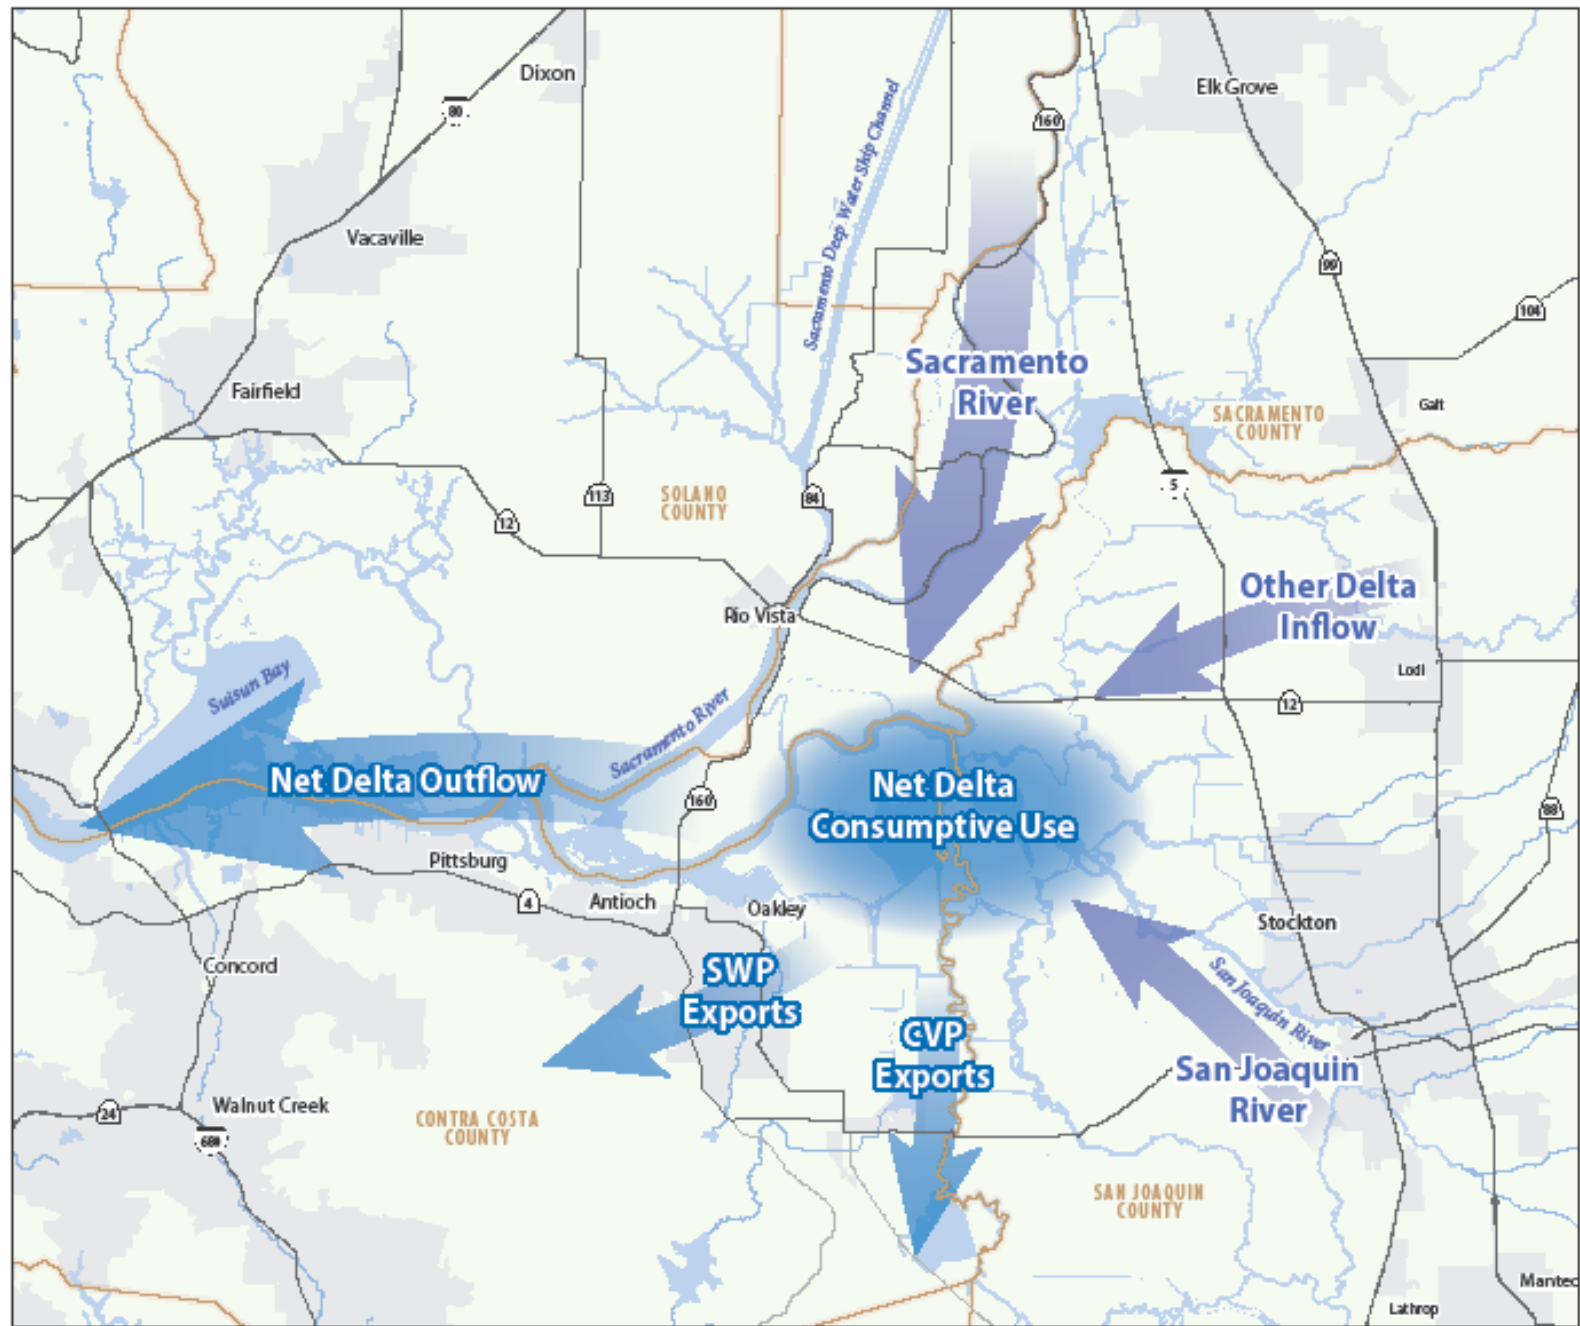 Dixon
80
Elk Grove
160
Sacramento Deep Water Ship Channel
Vacaville
99
104
Sacramento
River
Fairfield
Galt
SACRAMENTO
COUNTY
SOLANO
COUNTY
113
84
5
12
Other Delta
Inflow
Rio Vista
Lodi
Suisun Bay
12
Sacramento River
Net Delta Outflow
Net Delta
Consumptive Use
160
88
Pittsburg
4
Antioch
Oakley
Stockton
Concord
SWP
Exports
San Joaquin River
CVP
Exports
San Joaquin
River
Walnut Creek
24
680
CONTRA COSTA
COUNTY
SAN JOAQUIN
COUNTY
Mantec
Lathrop